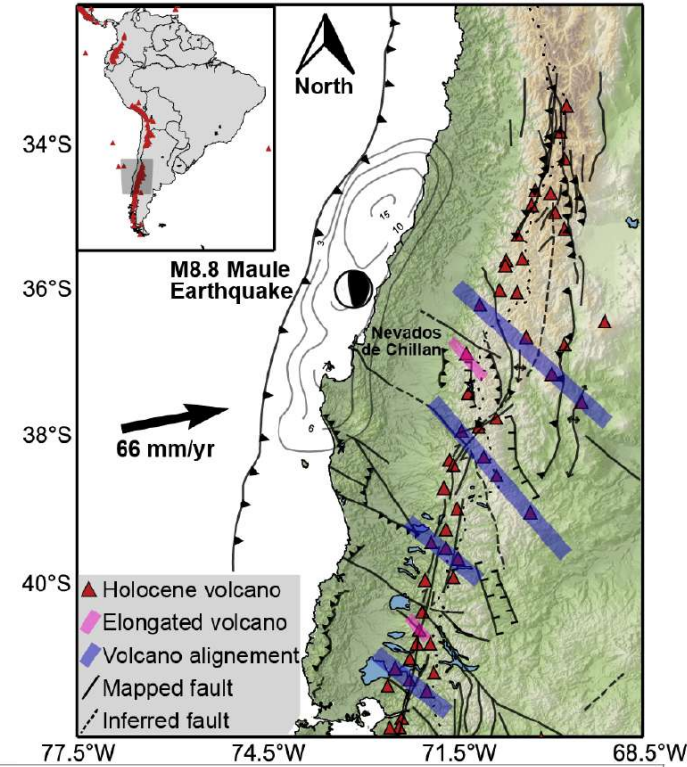 North
34°S
15
10
3
M8.8 Maule
Earthquake
36°S
Nevados
de Chillan
66 mm/yr
38°S
6
40°S
Holocene volcano
Elongated volcano
Volcano alignement
Mapped fault
Inferred fault
77.5°W
74.5°W
71.5°W
68.5°W